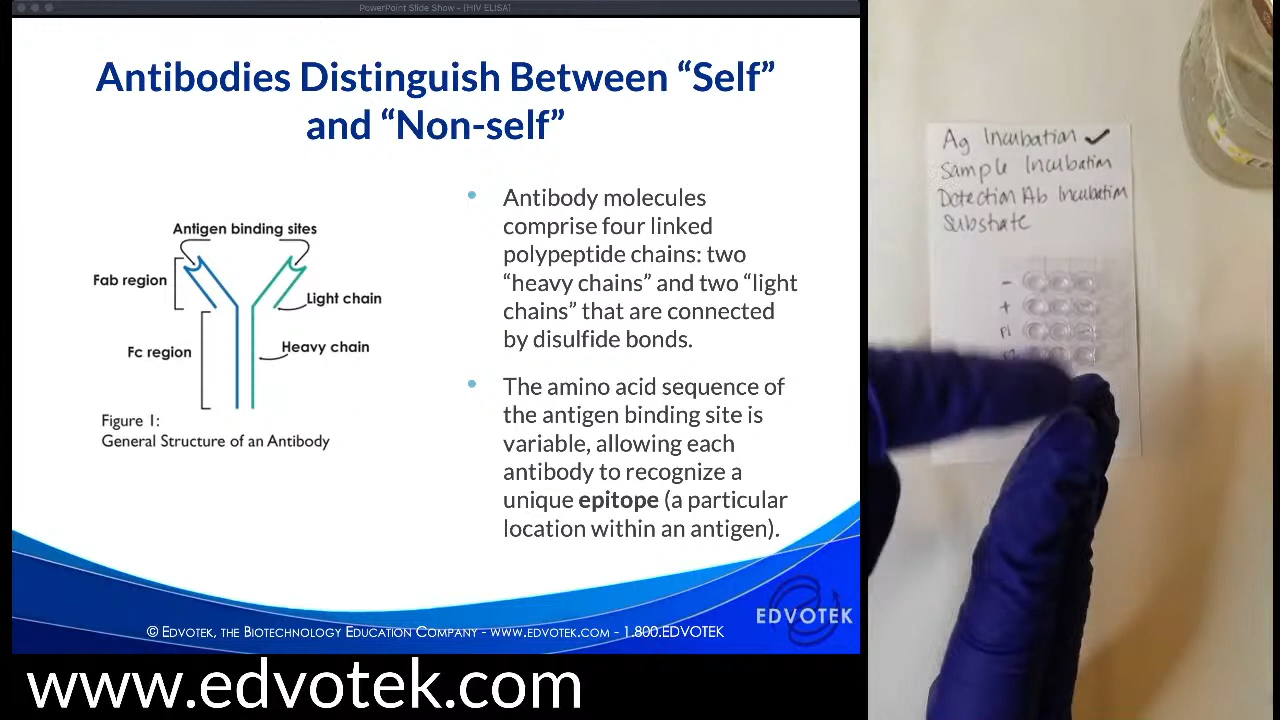 PowerPoint Slide Show - [HIV ELISA]
Antibodies Distinguish Between “Self”
and “Non-self”
Antigen binding sites
Fab region
Light chain
Fc region
Heavy chain
Figure 1:
General Structure of an Antibody
• Antibody molecules
comprise four linked
polypeptide chains: two
“heavy chains” and two “light
chains” that are connected
by disulfide bonds.
• The amino acid sequence of
the antigen binding site is
variable, allowing each
antibody to recognize a
unique epitope (a particular
location within an antigen).
EDVOTEK
© EDVOTEK, THE BIOTECHNOLOGY EDUCATION COMPANY - WWW.EDVOTEK.COM - 1.800.EDVOTEK
www.edvotek.com
Ag Incubation ✓
Sample Incubation
Detection Ab Incubation
Substrate
-
+
P1